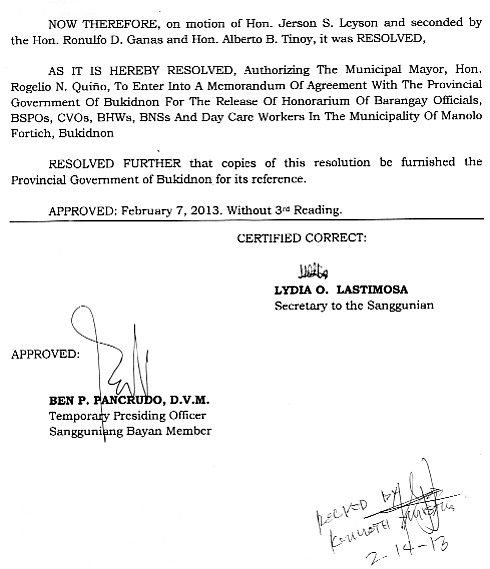 NOW THEREFORE, on motion of Hon. Jerson S. Leyson and seconded by
the Hon. Ronulfo D. Ganas and Hon. Alberto B. Tinoy, it was RESOLVED,
AS IT IS HEREBY RESOLVED, Authorizing The Municipal Mayor, Hon.
Rogelio N. Quiño, To Enter Into A Memorandum Of Agreement With The Provincial
Government Of Bukidnon For The Release Of Honorarium Of Barangay Officials,
BSPOs, CVOs, BHWs, BNSs And Day Care Workers In The Municipality Of Manolo
Fortich, Bukidnon
RESOLVED FURTHER that copies of this resolution be furnished the
Provincial Government of Bukidnon for its reference.
APPROVED: February 7, 2013. Without 3rd Reading.
CERTIFIED CORRECT:
LYDIA O. LASTIMOSA
Secretary to the Sanggunian
APPROVED:
BEN P. PANCRUDO, D.V.M.
Temporary Presiding Officer
Sangguniang Bayan Member
RECEIVED BY
KENNETH
2-14-13